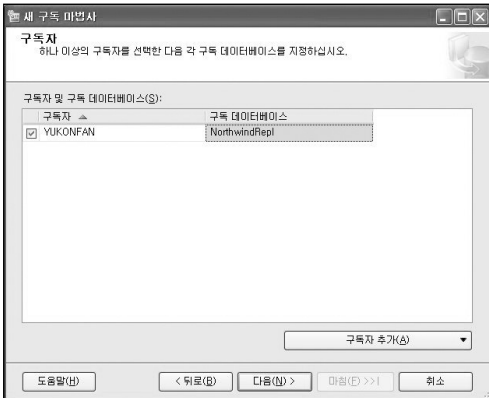 새 구독 마법사
구독자
하나 이상의 구독자를 선택한 다음 각 구독 데이터베이스를 지정하십시오.
구독자 및 구독 데이터베이스(S):
구독자 구독 데이터베이스
YUKONFAN NorthwindRepl
구독자 추가(A)
도움말(H) < 뒤로(B) 다음(N) > 마침(F) >>| 취소